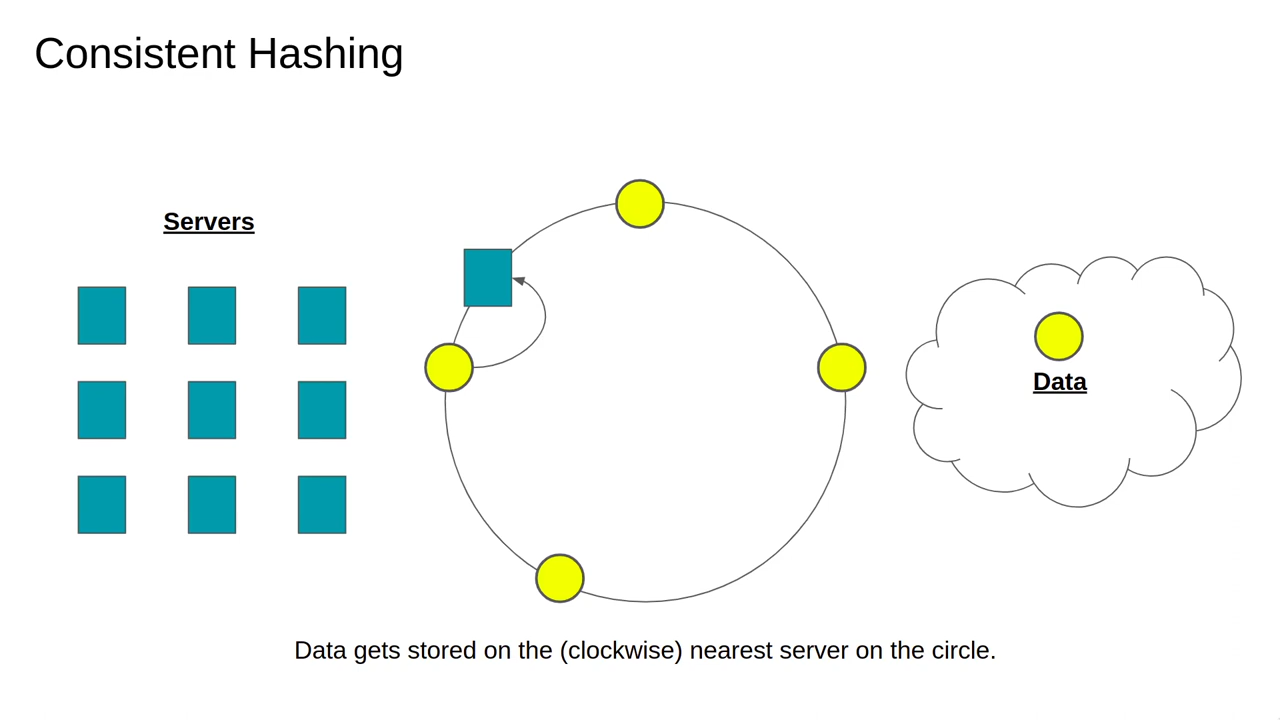 Consistent Hashing
Servers
Data
Data gets stored on the (clockwise) nearest server on the circle.